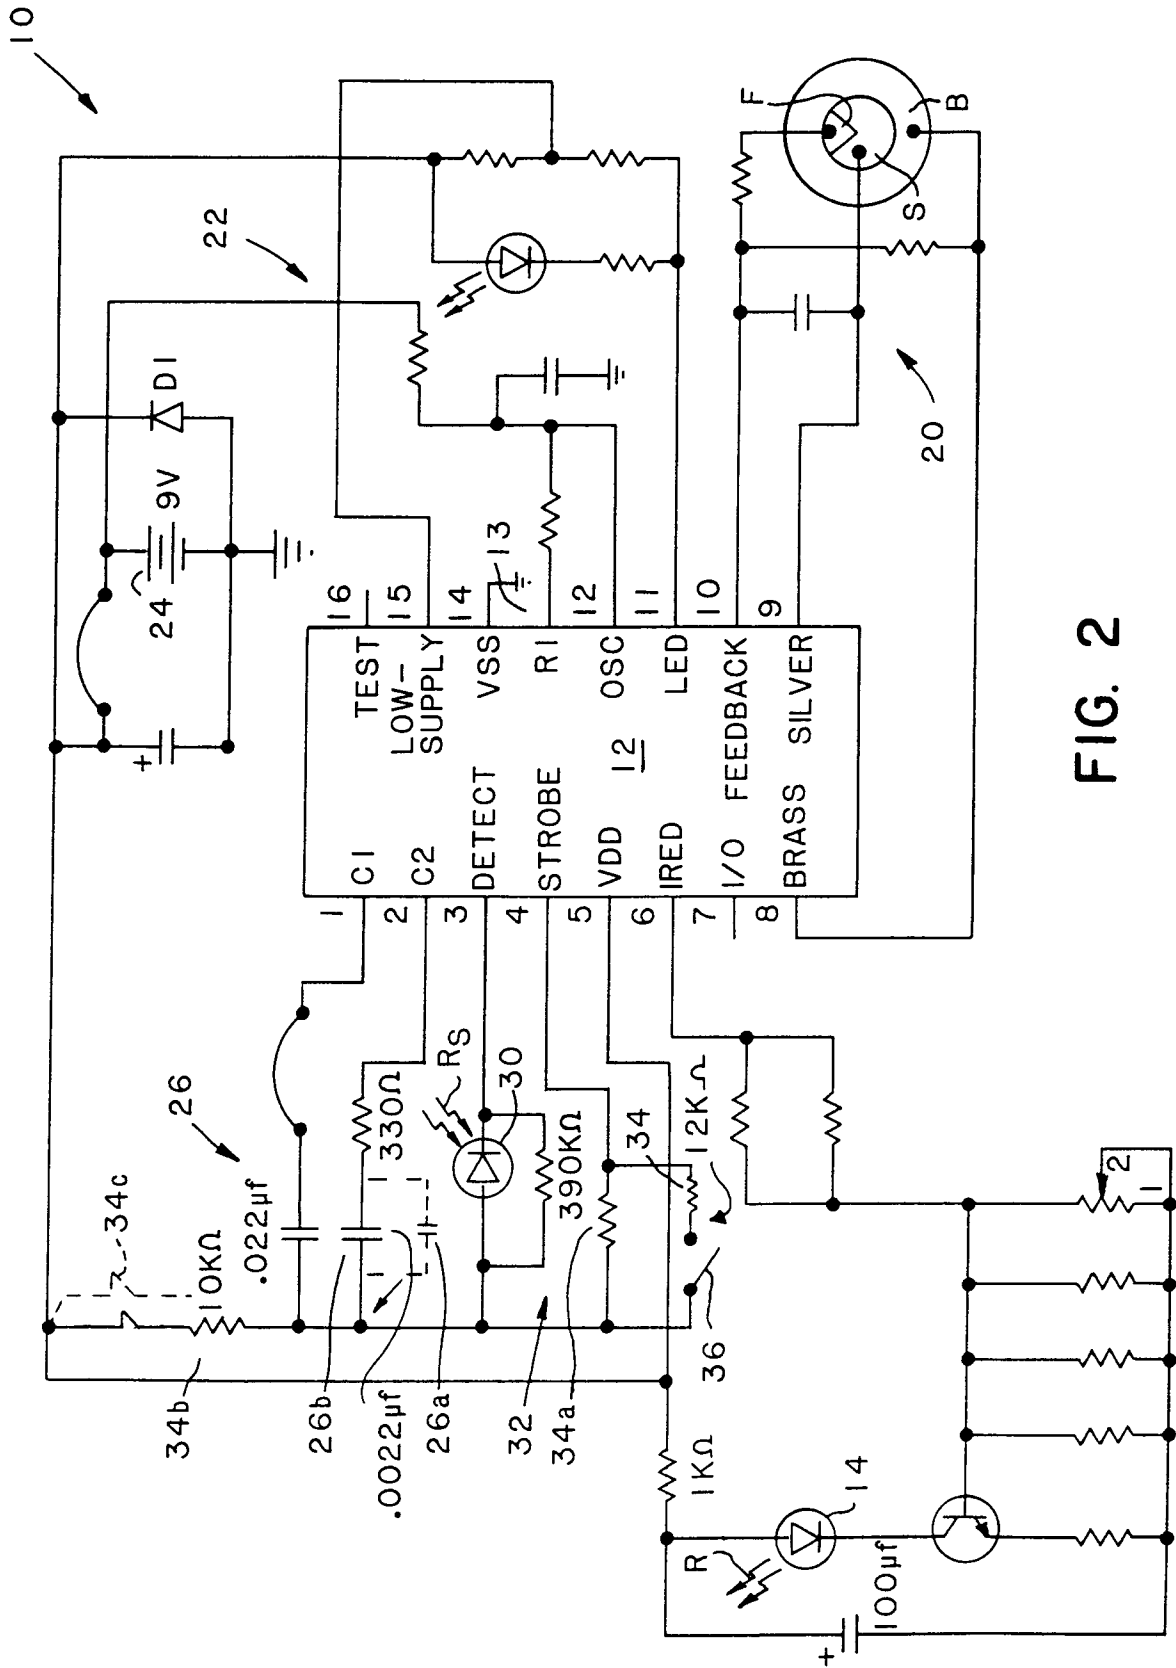 10
22
24
9V
D1
16
15
14
13
12
11
10
9
TEST
LOW-
SUPPLY
VSS
R1
OSC
LED
FEEDBACK
SILVER
12
C1
C2
DETECT
STROBE
VDD
IRED
I/O
BRASS
1
2
3
4
5
6
7
8
F
B
S
20
26
34c
.022µf
10KΩ
34b
330Ω
26b
.0022µf
26a
RS
30
390KΩ
32
34a
34
12KΩ
36
1KΩ
R
14
100µf
+
+
2
1
FIG. 2